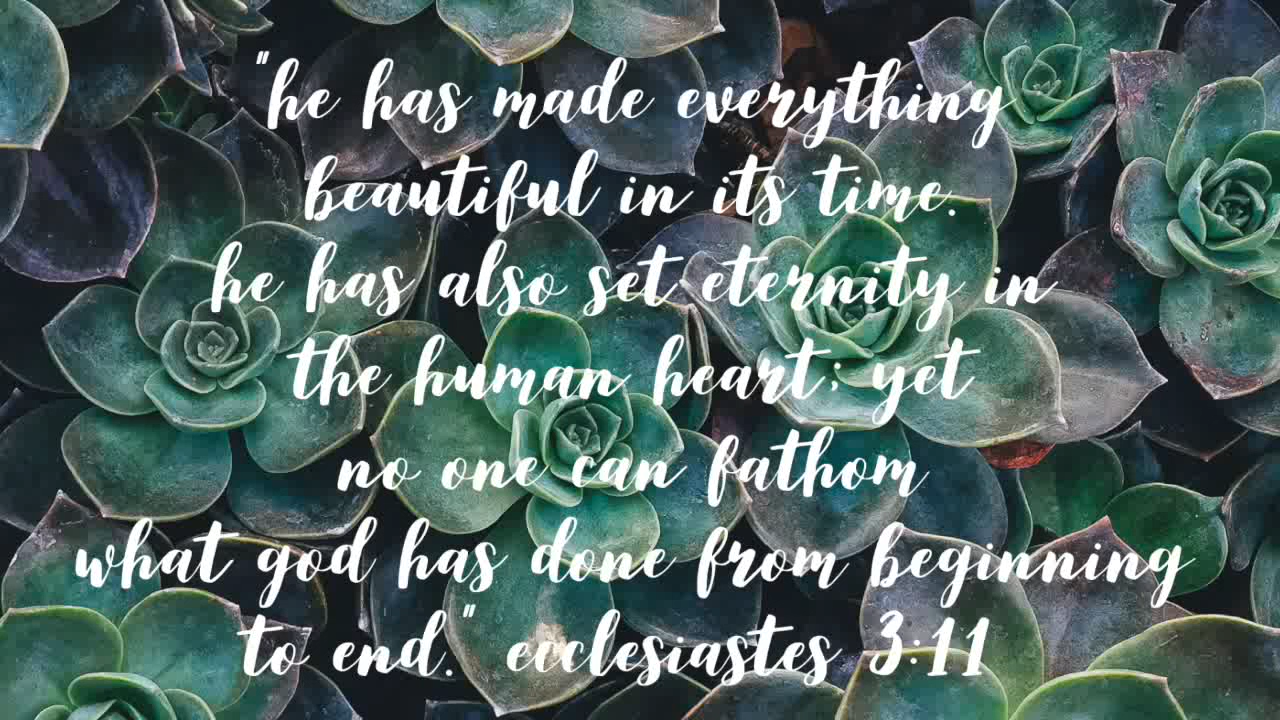 "he has made everything
beautiful in its time.
he has also set eternity in
the human heart; yet
no one can fathom
what god has done from beginning
to end." ecclesiastes 3:11